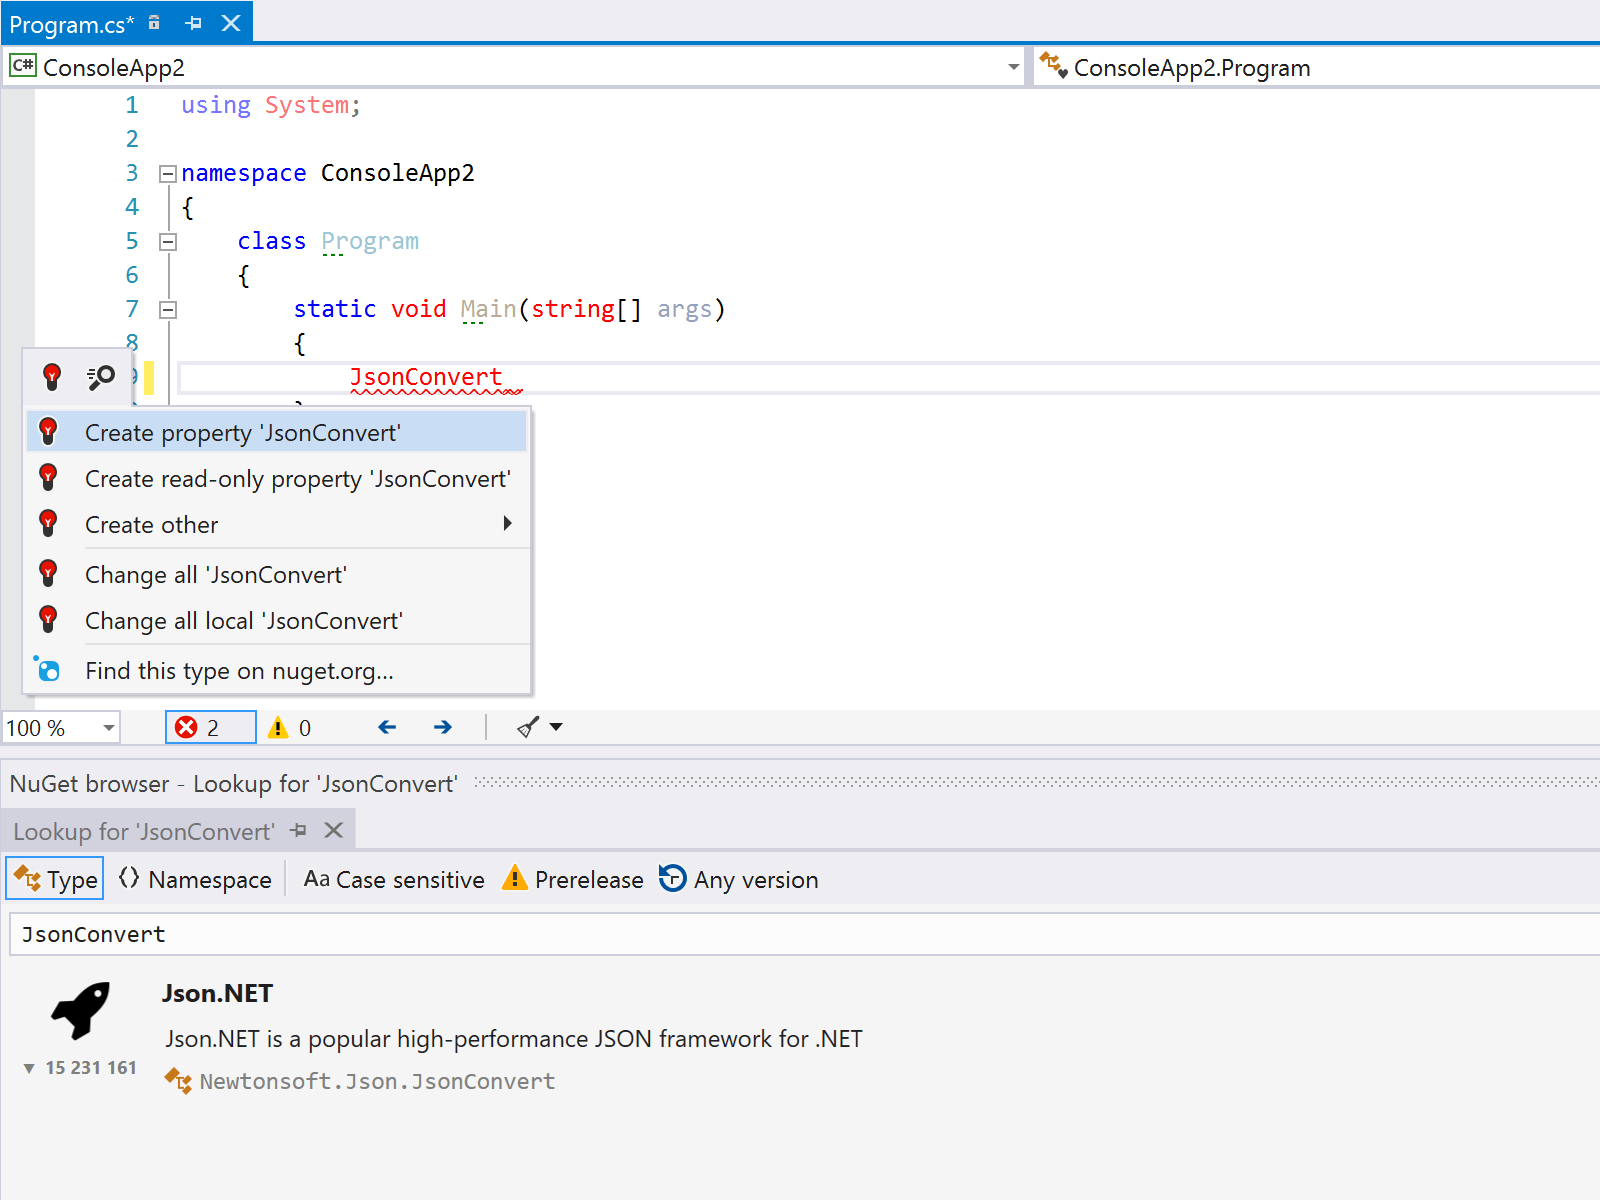 Program.cs*
C# ConsoleApp2
ConsoleApp2.Program
1 using System;
2
3 namespace ConsoleApp2
4 {
5 class Program
6 {
7 static void Main(string[] args)
8 {
9 JsonConvert
Create property 'JsonConvert'
Create read-only property 'JsonConvert'
Create other
Change all 'JsonConvert'
Change all local 'JsonConvert'
Find this type on nuget.org...
100 % 2 0
NuGet browser - Lookup for 'JsonConvert'
Lookup for 'JsonConvert'
Type {} Namespace Aa Case sensitive Prerelease Any version
JsonConvert
Json.NET
Json.NET is a popular high-performance JSON framework for .NET
15 231 161
Newtonsoft.Json.JsonConvert